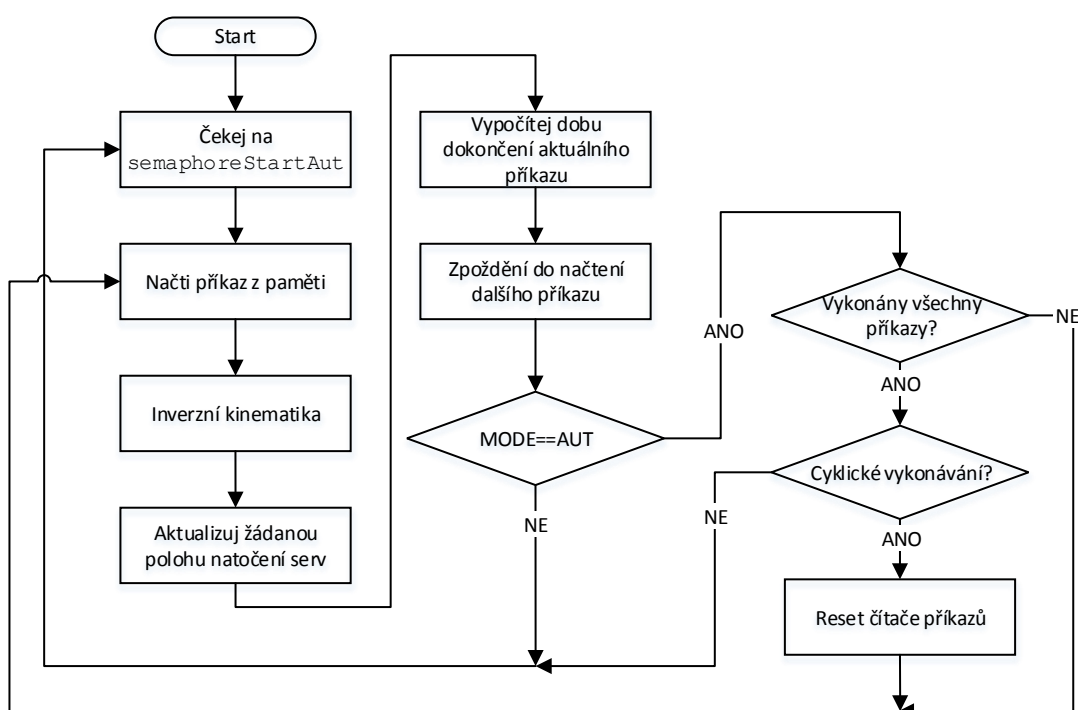 Start
Čekej na
semaphoreStartAut
Načti příkaz z paměti
Inverzní kinematika
Aktualizuj žádanou
polohu natočení serv
Vypočítej dobu
dokončení aktuálního
příkazu
Zpoždění do načtení
dalšího příkazu
MODE==AUT
NE
ANO
Vykonány všechny
příkazy?
NE
ANO
Cyklické vykonávání?
NE
ANO
Reset čítače příkazů